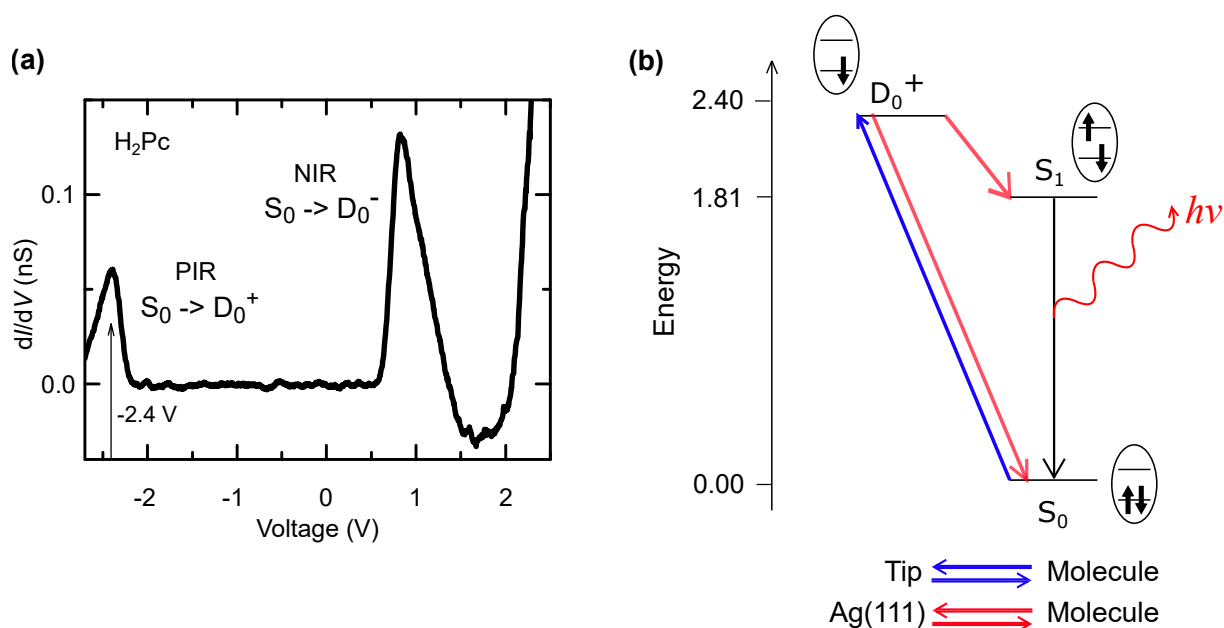 (a)
H₂Pc
NIR
S₀ -> D₀⁻
PIR
S₀ -> D₀⁺
-2.4 V
0.1
0.0
dI/dV (nS)
-2 -1 0 1 2
Voltage (V)
(b)
D₀⁺
2.40
S₁
1.81
hν
Energy
0.00
S₀
Tip Molecule
Ag(111) Molecule